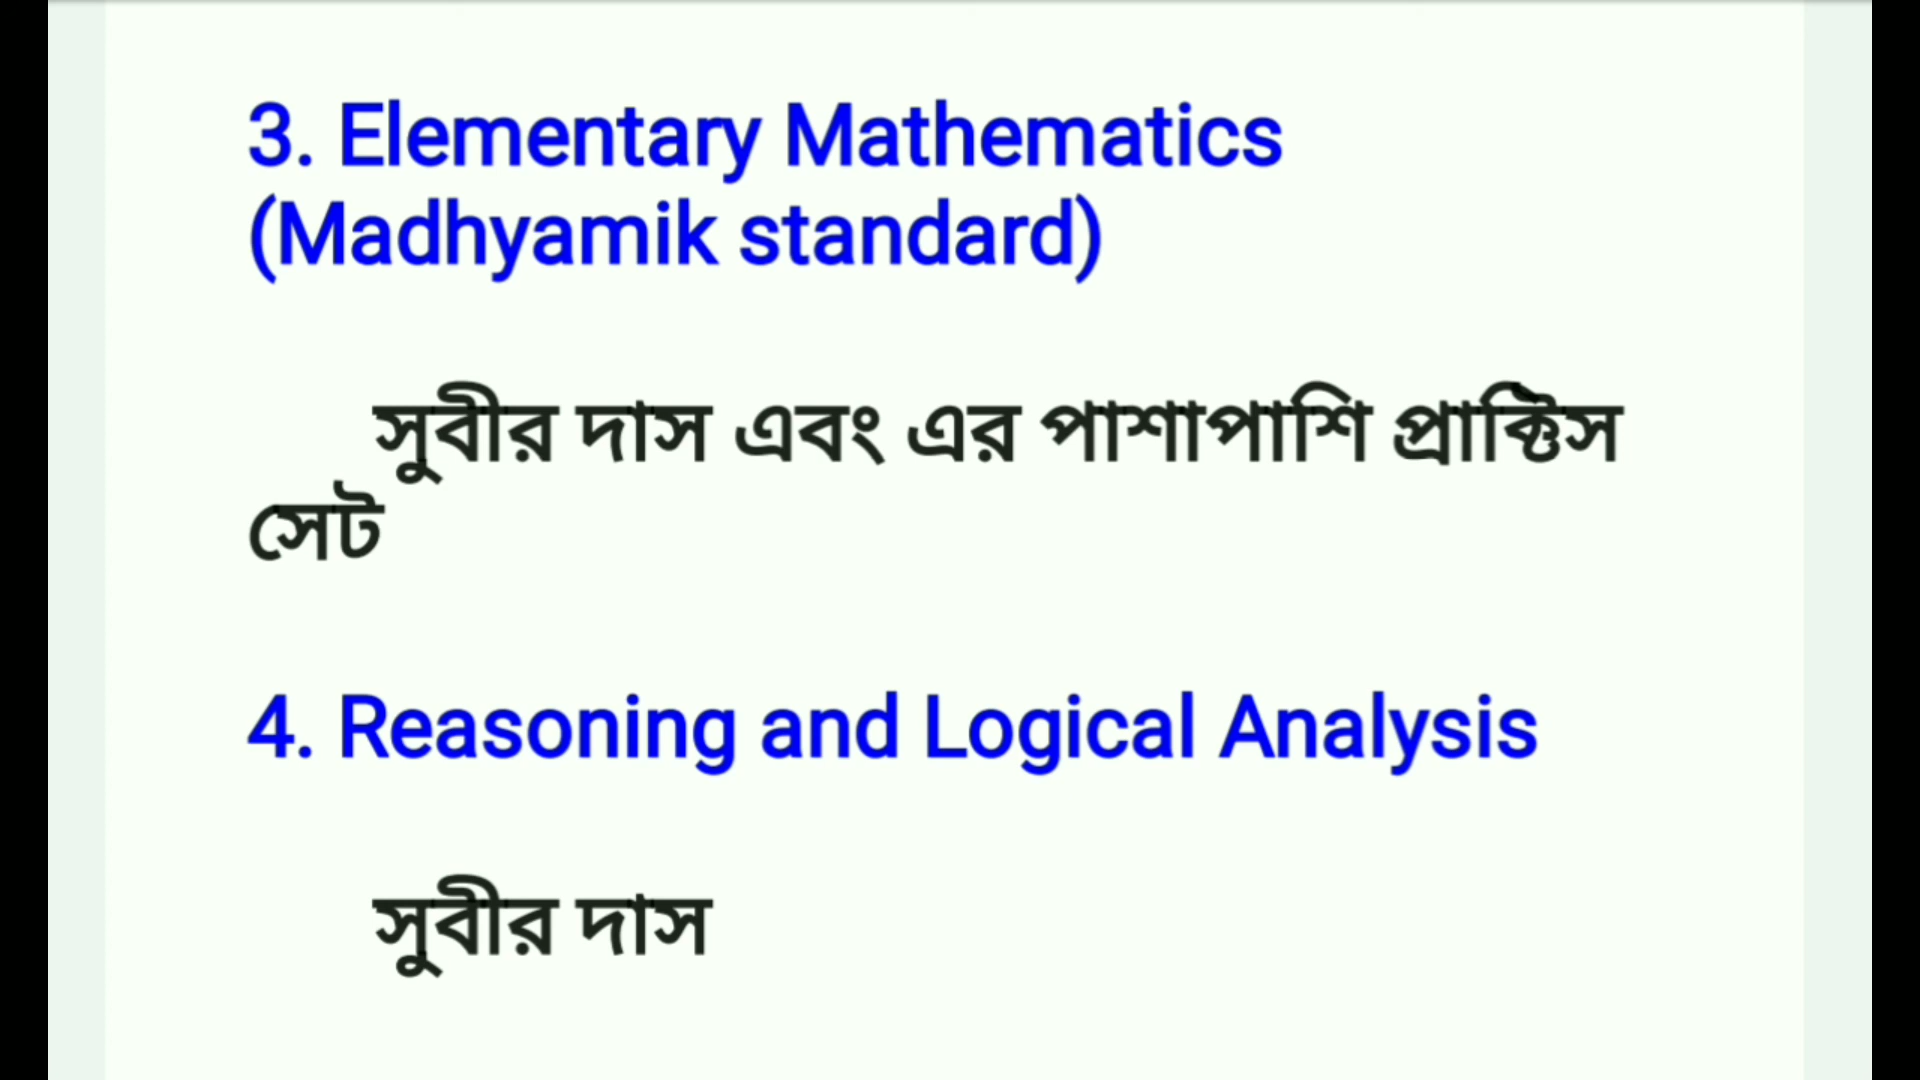 3. Elementary Mathematics
(Madhyamik standard)
সুবীর দাস এবং এর পাশাপাশি প্রাক্টিস
সেট
4. Reasoning and Logical Analysis
সুবীর দাস